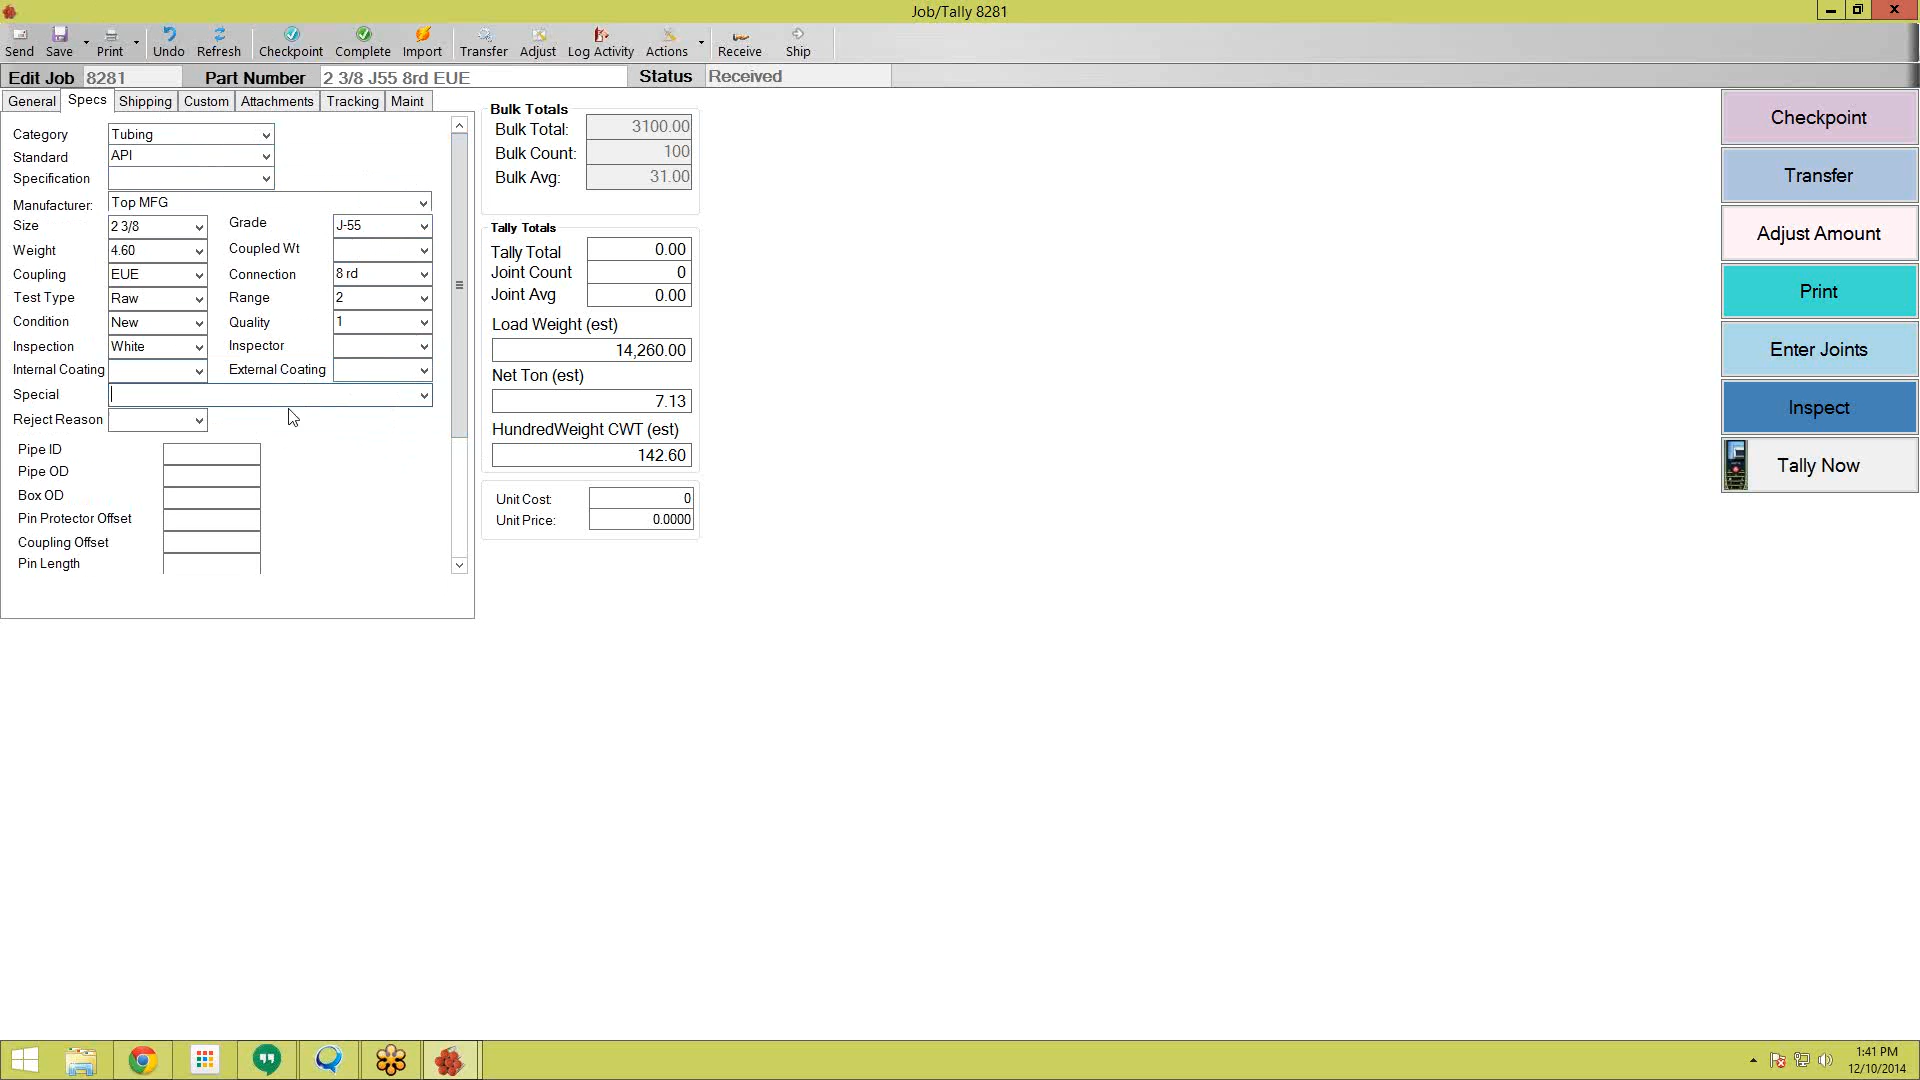 Job/Tally 8281
Send Save Print Undo Refresh Checkpoint Complete Import Transfer Adjust Log Activity Actions Receive Ship
Edit Job 8281 Part Number 2 3/8 J55 8rd EUE Status Received
General Specs Shipping Custom Attachments Tracking Maint
Category Tubing
Standard API
Specification
Manufacturer: Top MFG
Size 2 3/8 Grade J-55
Weight 4.60 Coupled Wt
Coupling EUE Connection 8 rd
Test Type Raw Range 2
Condition New Quality 1
Inspection White Inspector
Internal Coating External Coating
Special
Reject Reason
Pipe ID
Pipe OD
Box OD
Pin Protector Offset
Coupling Offset
Pin Length
Bulk Totals
Bulk Total: 3100.00
Bulk Count: 100
Bulk Avg: 31.00
Tally Totals
Tally Total 0.00
Joint Count 0
Joint Avg 0.00
Load Weight (est)
14,260.00
Net Ton (est)
7.13
HundredWeight CWT (est)
142.60
Unit Cost: 0
Unit Price: 0.0000
Checkpoint
Transfer
Adjust Amount
Print
Enter Joints
Inspect
Tally Now
1:41 PM
12/10/2014